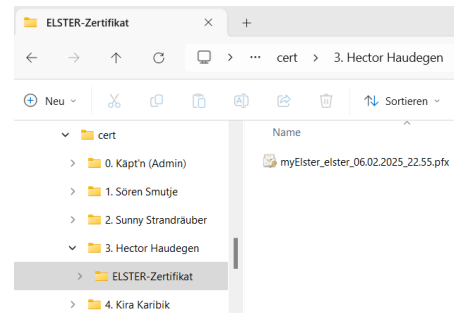 ELSTER-Zertifikat
cert
3. Hector Haudegen
Neu
Sortieren
cert
0. Käpt'n (Admin)
1. Sören Smutje
2. Sunny Strandräuber
3. Hector Haudegen
ELSTER-Zertifikat
4. Kira Karibik
Name
myElster_elster_06.02.2025_22.55.pfx